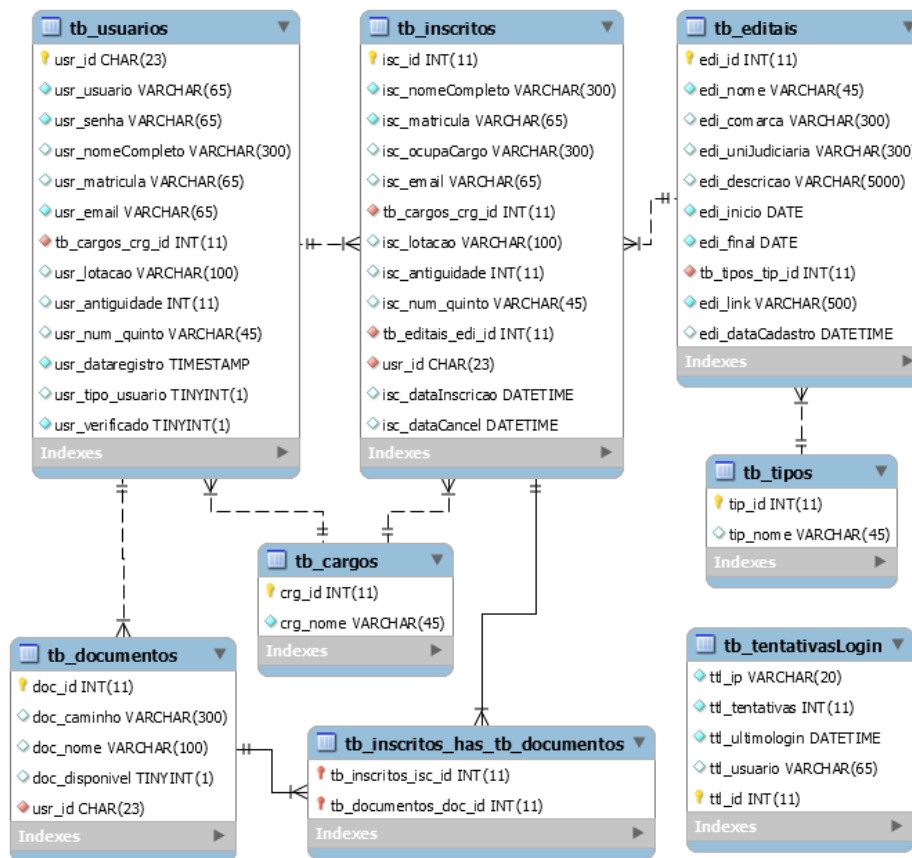 tb_usuarios
usr_id CHAR(23)
usr_usuario VARCHAR(65)
usr_senha VARCHAR(65)
usr_nomeCompleto VARCHAR(300)
usr_matricula VARCHAR(65)
usr_email VARCHAR(65)
tb_cargos_crg_id INT(11)
usr_lotacao VARCHAR(100)
usr_antiguidade INT(11)
usr_num_quinto VARCHAR(45)
usr_dataregistro TIMESTAMP
usr_tipo_usuario TINYINT(1)
usr_verificado TINYINT(1)
Indexes
tb_inscritos
isc_id INT(11)
isc_nomeCompleto VARCHAR(300)
isc_matricula VARCHAR(65)
isc_ocupaCargo VARCHAR(300)
isc_email VARCHAR(65)
tb_cargos_crg_id INT(11)
isc_lotacao VARCHAR(100)
isc_antiguidade INT(11)
isc_num_quinto VARCHAR(45)
tb_editais_edi_id INT(11)
usr_id CHAR(23)
isc_dataInscricao DATETIME
isc_dataCancel DATETIME
Indexes
tb_editais
edi_id INT(11)
edi_nome VARCHAR(45)
edi_comarca VARCHAR(300)
edi_uniJudiciaria VARCHAR(300)
edi_descricao VARCHAR(5000)
edi_inicio DATE
edi_final DATE
tb_tipos_tip_id INT(11)
edi_link VARCHAR(500)
edi_dataCadastro DATETIME
Indexes
tb_tipos
tip_id INT(11)
tip_nome VARCHAR(45)
Indexes
tb_cargos
crg_id INT(11)
crg_nome VARCHAR(45)
Indexes
tb_documentos
doc_id INT(11)
doc_caminho VARCHAR(300)
doc_nome VARCHAR(100)
doc_disponivel TINYINT(1)
usr_id CHAR(23)
Indexes
tb_inscritos_has_tb_documentos
tb_inscritos_isc_id INT(11)
tb_documentos_doc_id INT(11)
Indexes
tb_tentativasLogin
ttl_ip VARCHAR(20)
ttl_tentativas INT(11)
ttl_ultimologin DATETIME
ttl_usuario VARCHAR(65)
ttl_id INT(11)
Indexes